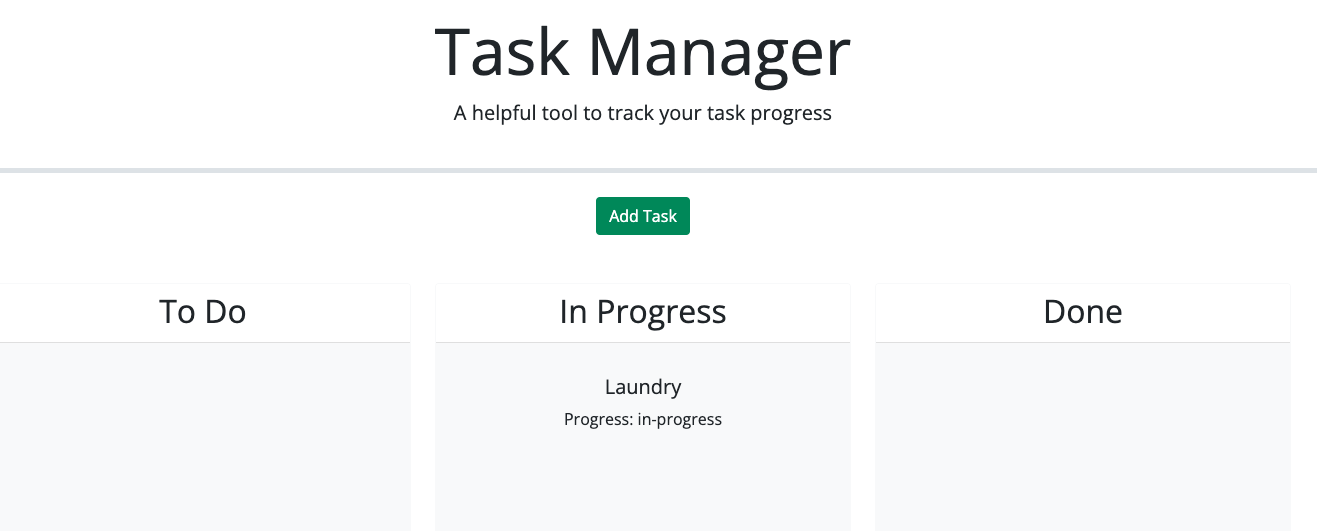 Task Manager
A helpful tool to track your task progress
Add Task
To Do
In Progress
Done
Laundry
Progress: in-progress